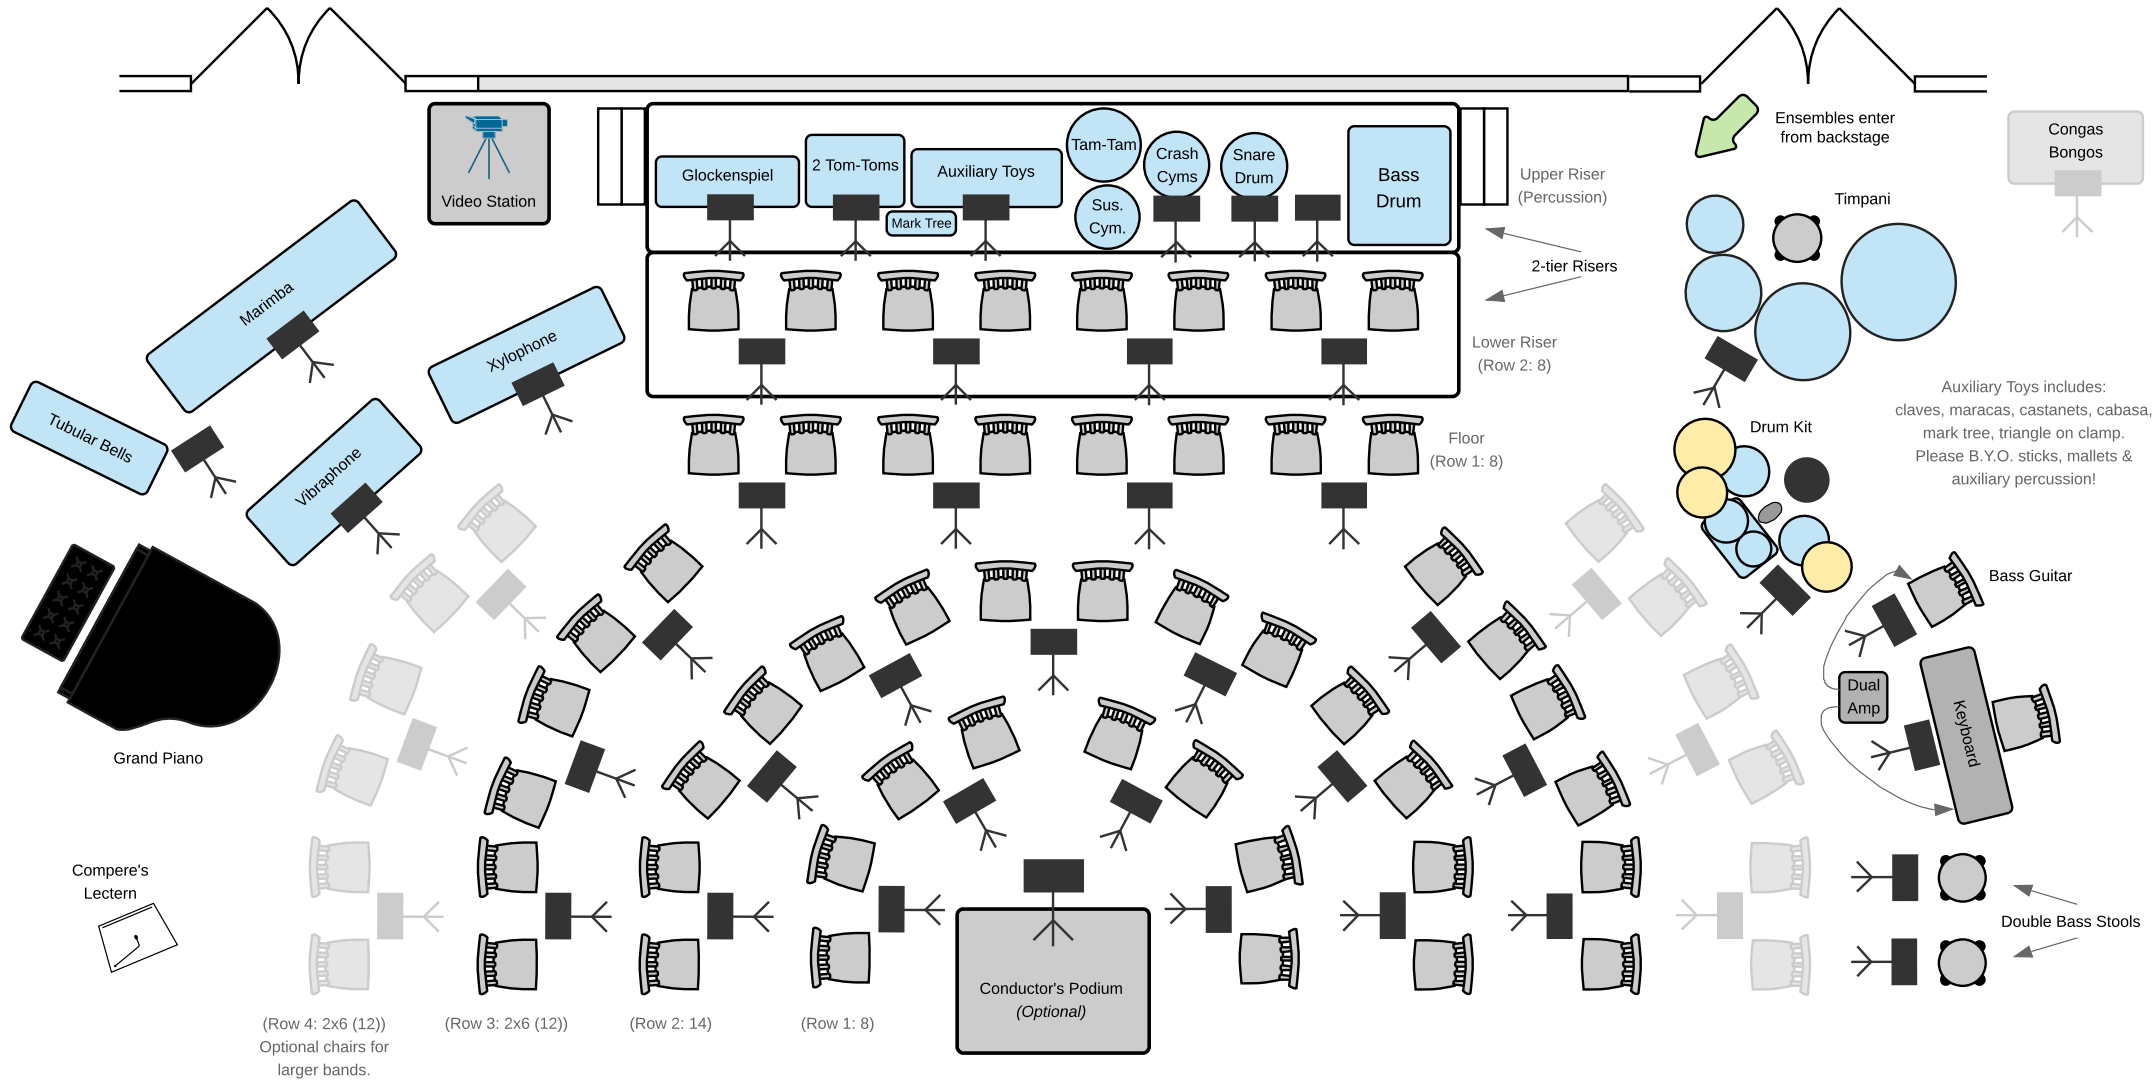 Ensembles enter
from backstage
Congas
Bongos
Video Station
Glockenspiel
2 Tom-Toms
Auxiliary Toys
Mark Tree
Tam-Tam
Sus.
Cym.
Crash
Cyms
Snare
Drum
Bass
Drum
Upper Riser
(Percussion)
Timpani
2-tier Risers
Marimba
Xylophone
Lower Riser
(Row 2: 8)
Auxiliary Toys includes:
claves, maracas, castanets, cabasa,
mark tree, triangle on clamp.
Please B.Y.O. sticks, mallets &
auxiliary percussion!
Tubular Bells
Vibraphone
Floor
(Row 1: 8)
Drum Kit
Bass Guitar
Dual
Amp
Keyboard
Grand Piano
Compere's
Lectern
Double Bass Stools
Conductor's Podium
(Optional)
(Row 4: 2x6 (12))
Optional chairs for
larger bands.
(Row 3: 2x6 (12))
(Row 2: 14)
(Row 1: 8)